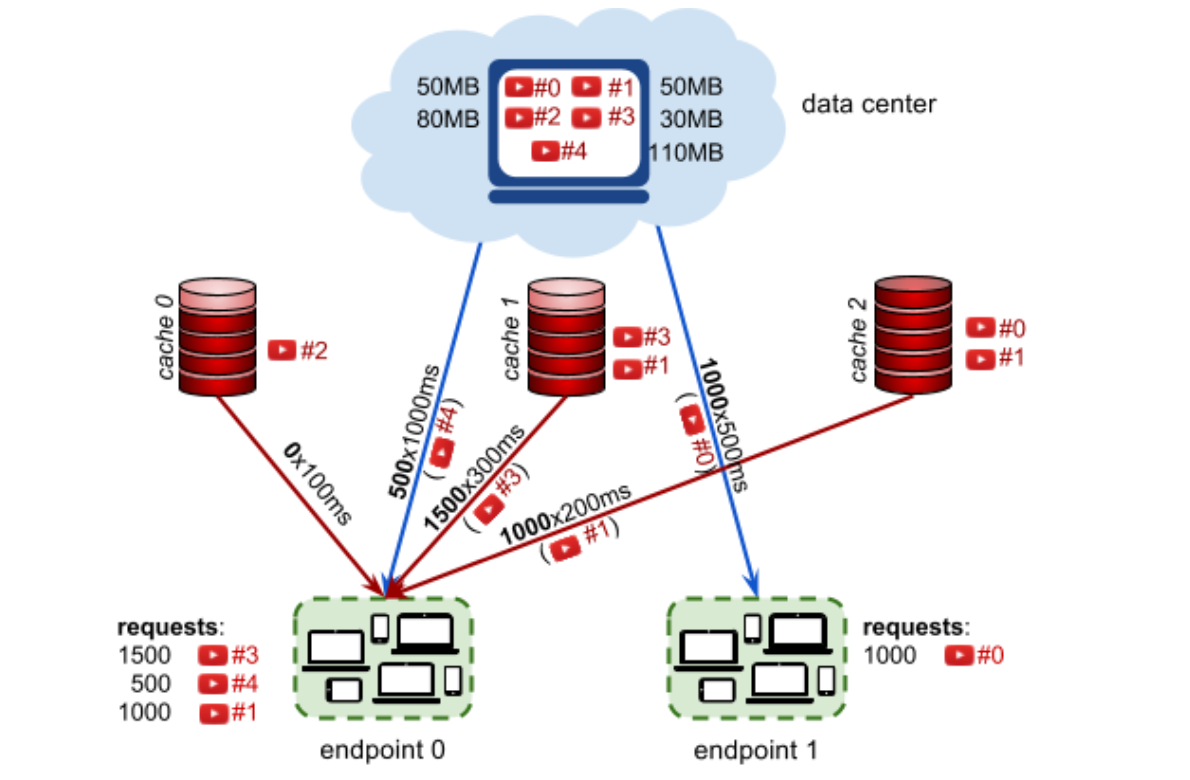 50MB #0 #1 50MB
80MB #2 #3 30MB
#4 110MB
data center
cache 0
#2
cache 1
#3
#1
cache 2
#0
#1
0x100ms
500x1000ms
( #4)
1500x300ms
( #3)
1000x200ms
( #1)
1000x500ms
( #0)
requests:
1500 #3
500 #4
1000 #1
endpoint 0
requests:
1000 #0
endpoint 1